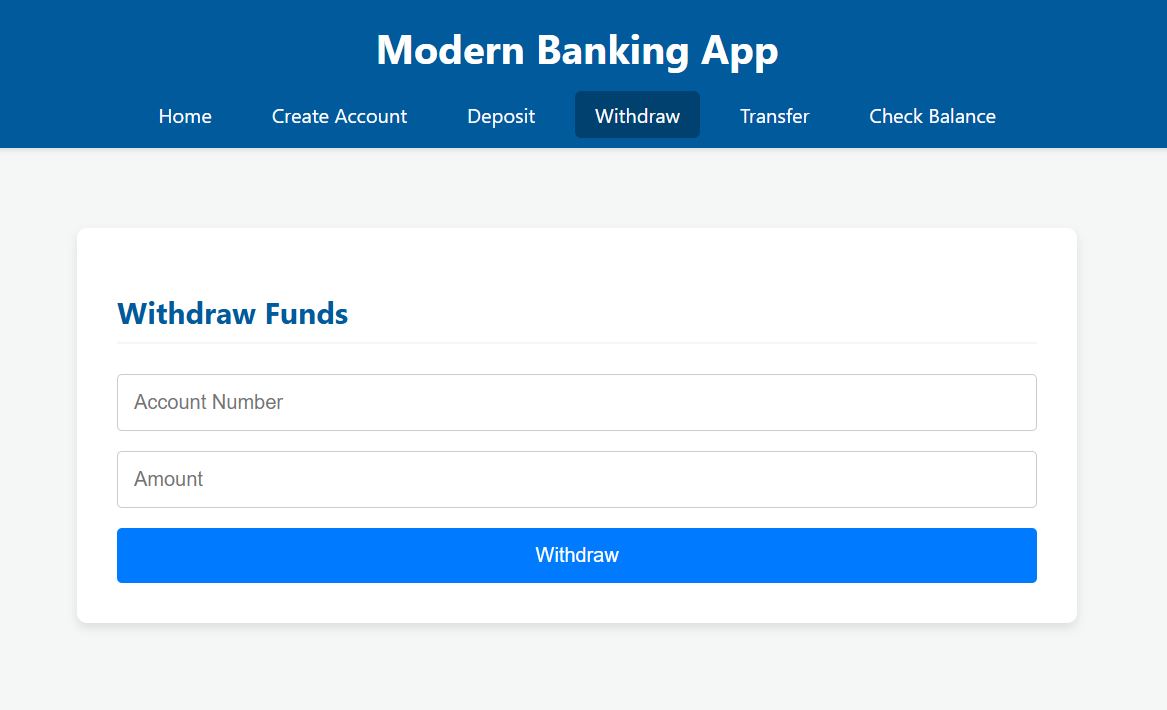 Modern Banking App
Home Create Account Deposit Withdraw Transfer Check Balance
Withdraw Funds
Account Number
Amount
Withdraw